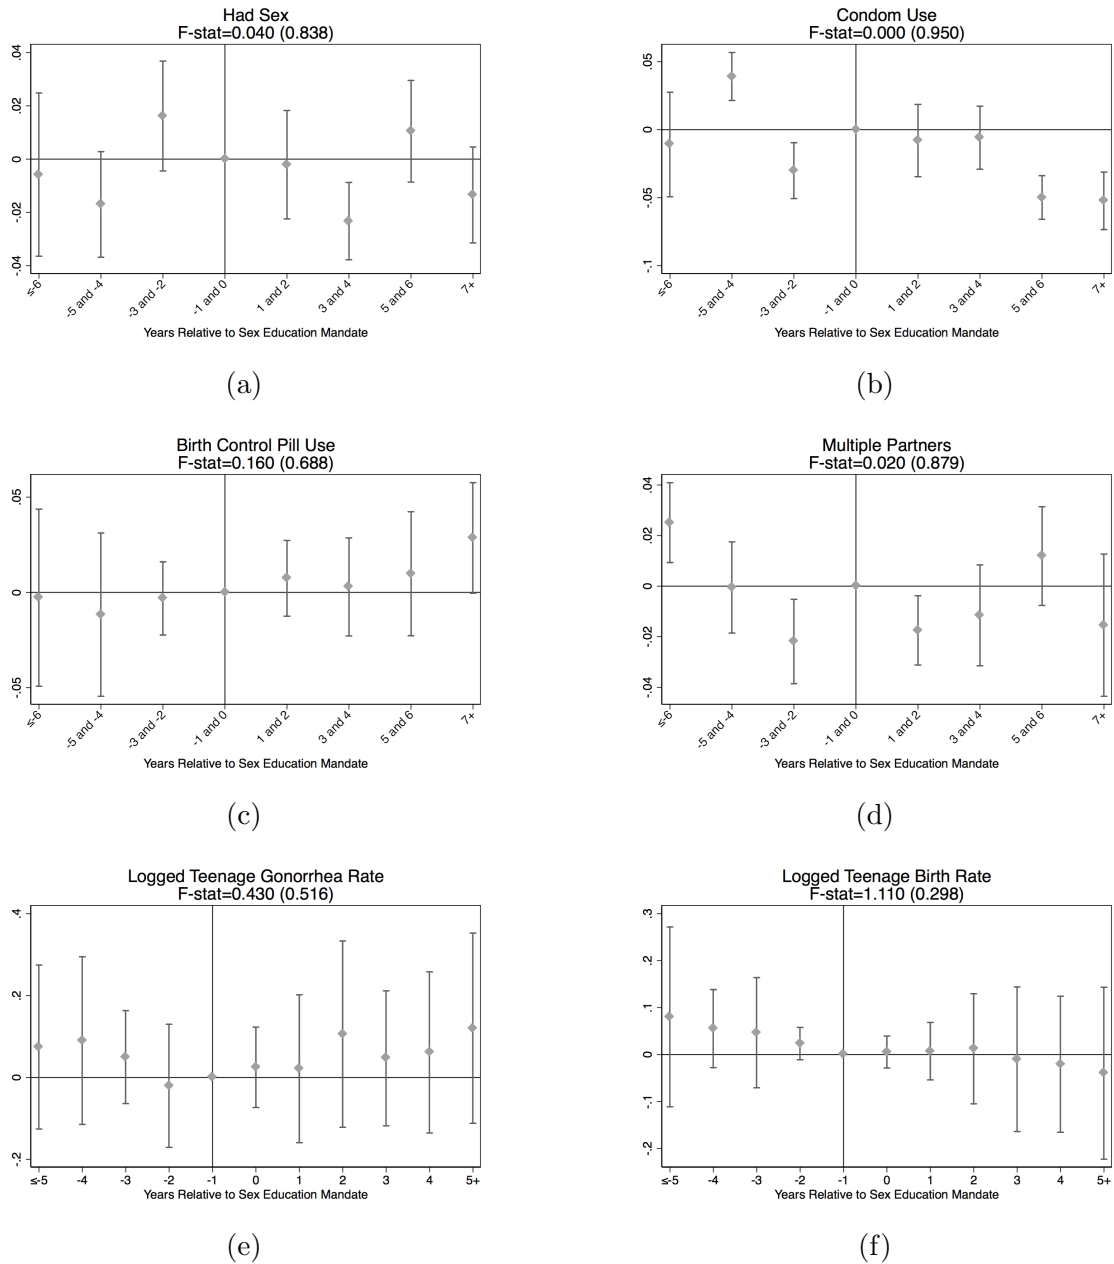 Had Sex
F-stat=0.040 (0.838)
.04
.02
0
-.02
-.04
≤-6
-5 and -4
-3 and -2
-1 and 0
1 and 2
3 and 4
5 and 6
7+
Years Relative to Sex Education Mandate
(a)
Condom Use
F-stat=0.000 (0.950)
.05
0
-.05
-.1
≤-6
-5 and -4
-3 and -2
-1 and 0
1 and 2
3 and 4
5 and 6
7+
Years Relative to Sex Education Mandate
(b)
Birth Control Pill Use
F-stat=0.160 (0.688)
.05
0
-.05
≤-6
-5 and -4
-3 and -2
-1 and 0
1 and 2
3 and 4
5 and 6
7+
Years Relative to Sex Education Mandate
(c)
Multiple Partners
F-stat=0.020 (0.879)
.04
.02
0
-.02
-.04
≤-6
-5 and -4
-3 and -2
-1 and 0
1 and 2
3 and 4
5 and 6
7+
Years Relative to Sex Education Mandate
(d)
Logged Teenage Gonorrhea Rate
F-stat=0.430 (0.516)
.4
.2
0
-.2
≤-5 -4 -3 -2 -1 0 1 2 3 4 5+
Years Relative to Sex Education Mandate
(e)
Logged Teenage Birth Rate
F-stat=1.110 (0.298)
.3
.2
.1
0
-.1
-.2
≤-5 -4 -3 -2 -1 0 1 2 3 4 5+
Years Relative to Sex Education Mandate
(f)